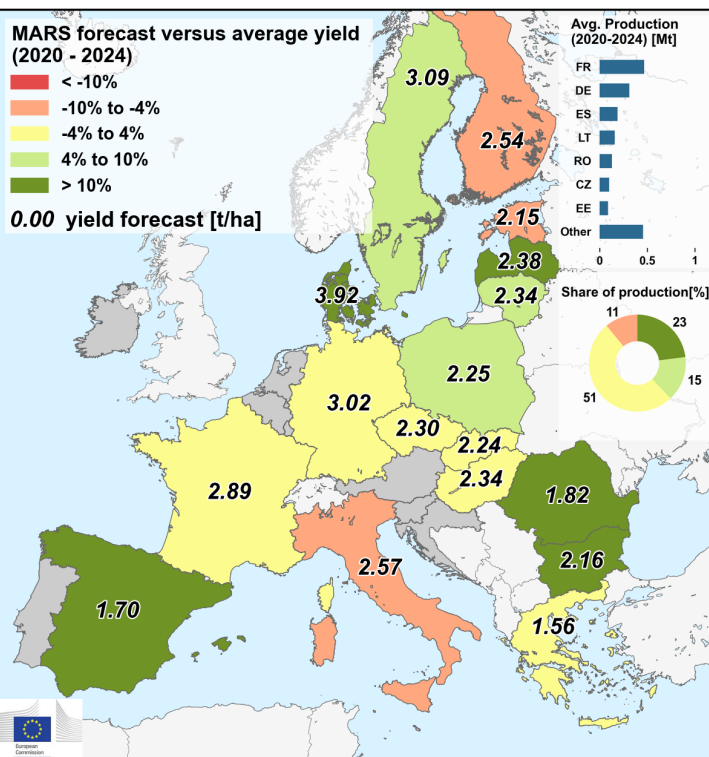 MARS forecast versus average yield
(2020 - 2024)
< -10%
-10% to -4%
-4% to 4%
4% to 10%
> 10%
0.00 yield forecast [t/ha]
Avg. Production
(2020-2024) [Mt]
FR
DE
ES
LT
RO
CZ
EE
Other
0 0.5 1
Share of production[%]
11
23
15
51
3.09
2.54
2.15
2.38
2.34
3.92
2.25
3.02
2.30
2.24
2.34
2.89
1.82
2.16
2.57
1.70
1.56
European
Commission